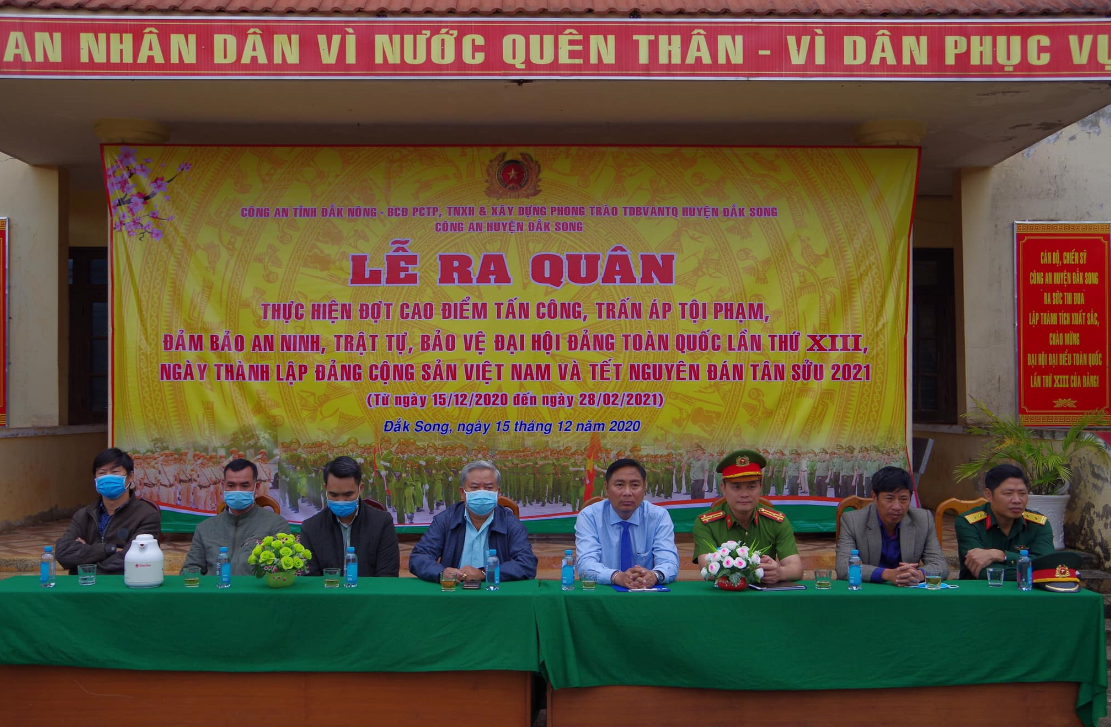 AN NHÂN DÂN VÌ NƯỚC QUÊN THÂN - VÌ DÂN PHỤC VỤ
CÔNG AN TỈNH ĐẮK NÔNG - BCĐ PCTP, TNXH & XÂY DỰNG PHONG TRÀO TDBVANTQ HUYỆN ĐẮK SONG
CÔNG AN HUYỆN ĐẮK SONG
LỄ RA QUÂN
THỰC HIỆN ĐỢT CAO ĐIỂM TẤN CÔNG, TRẤN ÁP TỘI PHẠM,
ĐẢM BẢO AN NINH, TRẬT TỰ, BẢO VỆ ĐẠI HỘI ĐẢNG TOÀN QUỐC LẦN THỨ XIII,
NGÀY THÀNH LẬP ĐẢNG CỘNG SẢN VIỆT NAM VÀ TẾT NGUYÊN ĐÁN TÂN SỬU 2021
(Từ ngày 15/12/2020 đến ngày 28/02/2021)
Đắk Song, ngày 15 tháng 12 năm 2020
CÁN BỘ, CHIẾN SỸ
CÔNG AN HUYỆN ĐẮK SONG
RA SỨC THI ĐUA
LẬP THÀNH TÍCH XUẤT SẮC,
CHÀO MỪNG
ĐẠI HỘI ĐẠI BIỂU TOÀN QUỐC
LẦN THỨ XIII CỦA ĐẢNG!